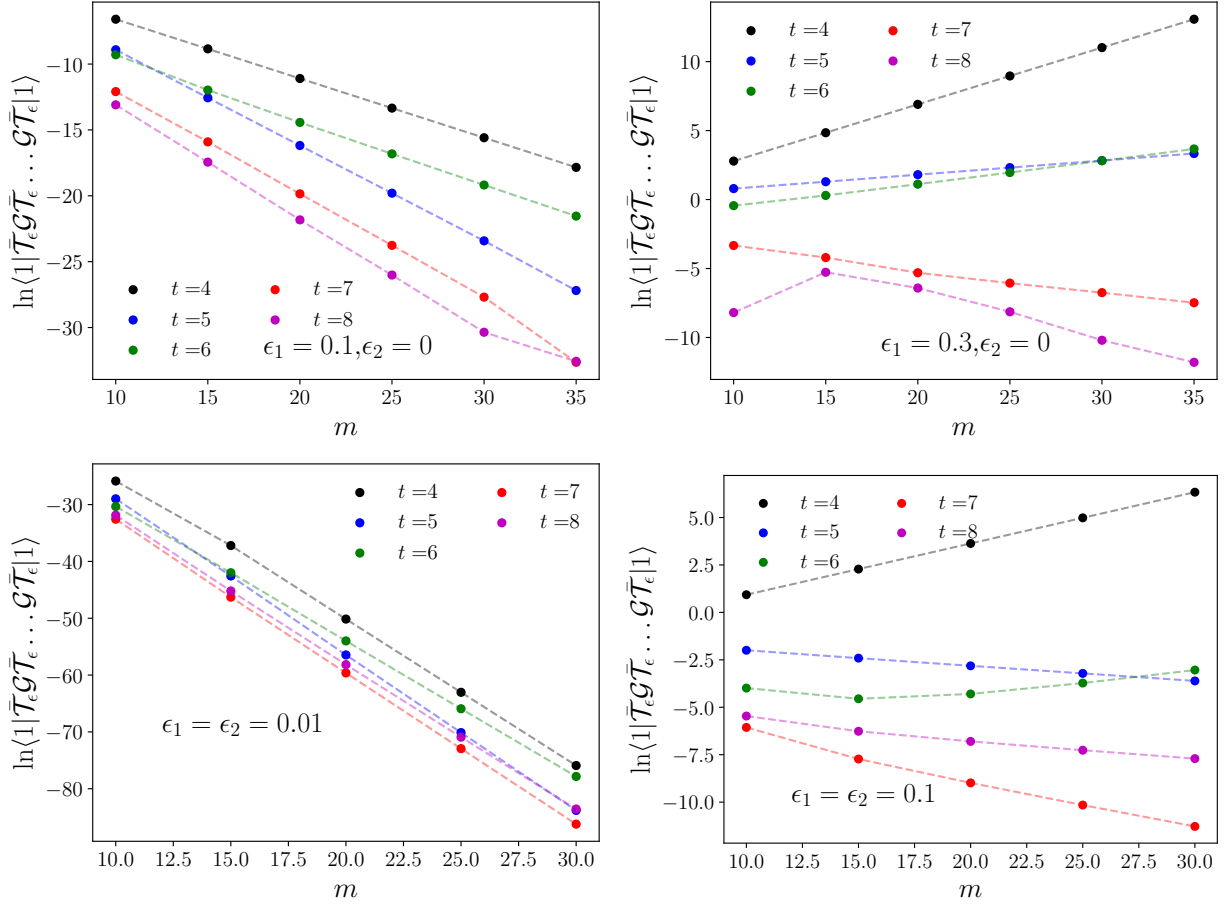 ln⟨1|𝒯̄_ϵ𝒢𝒯̄_ϵ … 𝒢𝒯̄_ϵ|1⟩
−10
−15
−20
−25
−30
t =4
t =7
t =5
t =8
t =6
ϵ₁ = 0.1,ϵ₂ = 0
10 15 20 25 30 35
m
ln⟨1|𝒯̄_ϵ𝒢𝒯̄_ϵ … 𝒢𝒯̄_ϵ|1⟩
10
5
0
−5
−10
t =4
t =7
t =5
t =8
t =6
ϵ₁ = 0.3,ϵ₂ = 0
10 15 20 25 30 35
m
ln⟨1|𝒯̄_ϵ𝒢𝒯̄_ϵ … 𝒢𝒯̄_ϵ|1⟩
−30
−40
−50
−60
−70
−80
t =4
t =7
t =5
t =8
t =6
ϵ₁ = ϵ₂ = 0.01
10.0 12.5 15.0 17.5 20.0 22.5 25.0 27.5 30.0
m
ln⟨1|𝒯̄_ϵ𝒢𝒯̄_ϵ … 𝒢𝒯̄_ϵ|1⟩
5.0
2.5
0.0
−2.5
−5.0
−7.5
−10.0
t =4
t =7
t =5
t =8
t =6
ϵ₁ = ϵ₂ = 0.1
10.0 12.5 15.0 17.5 20.0 22.5 25.0 27.5 30.0
m